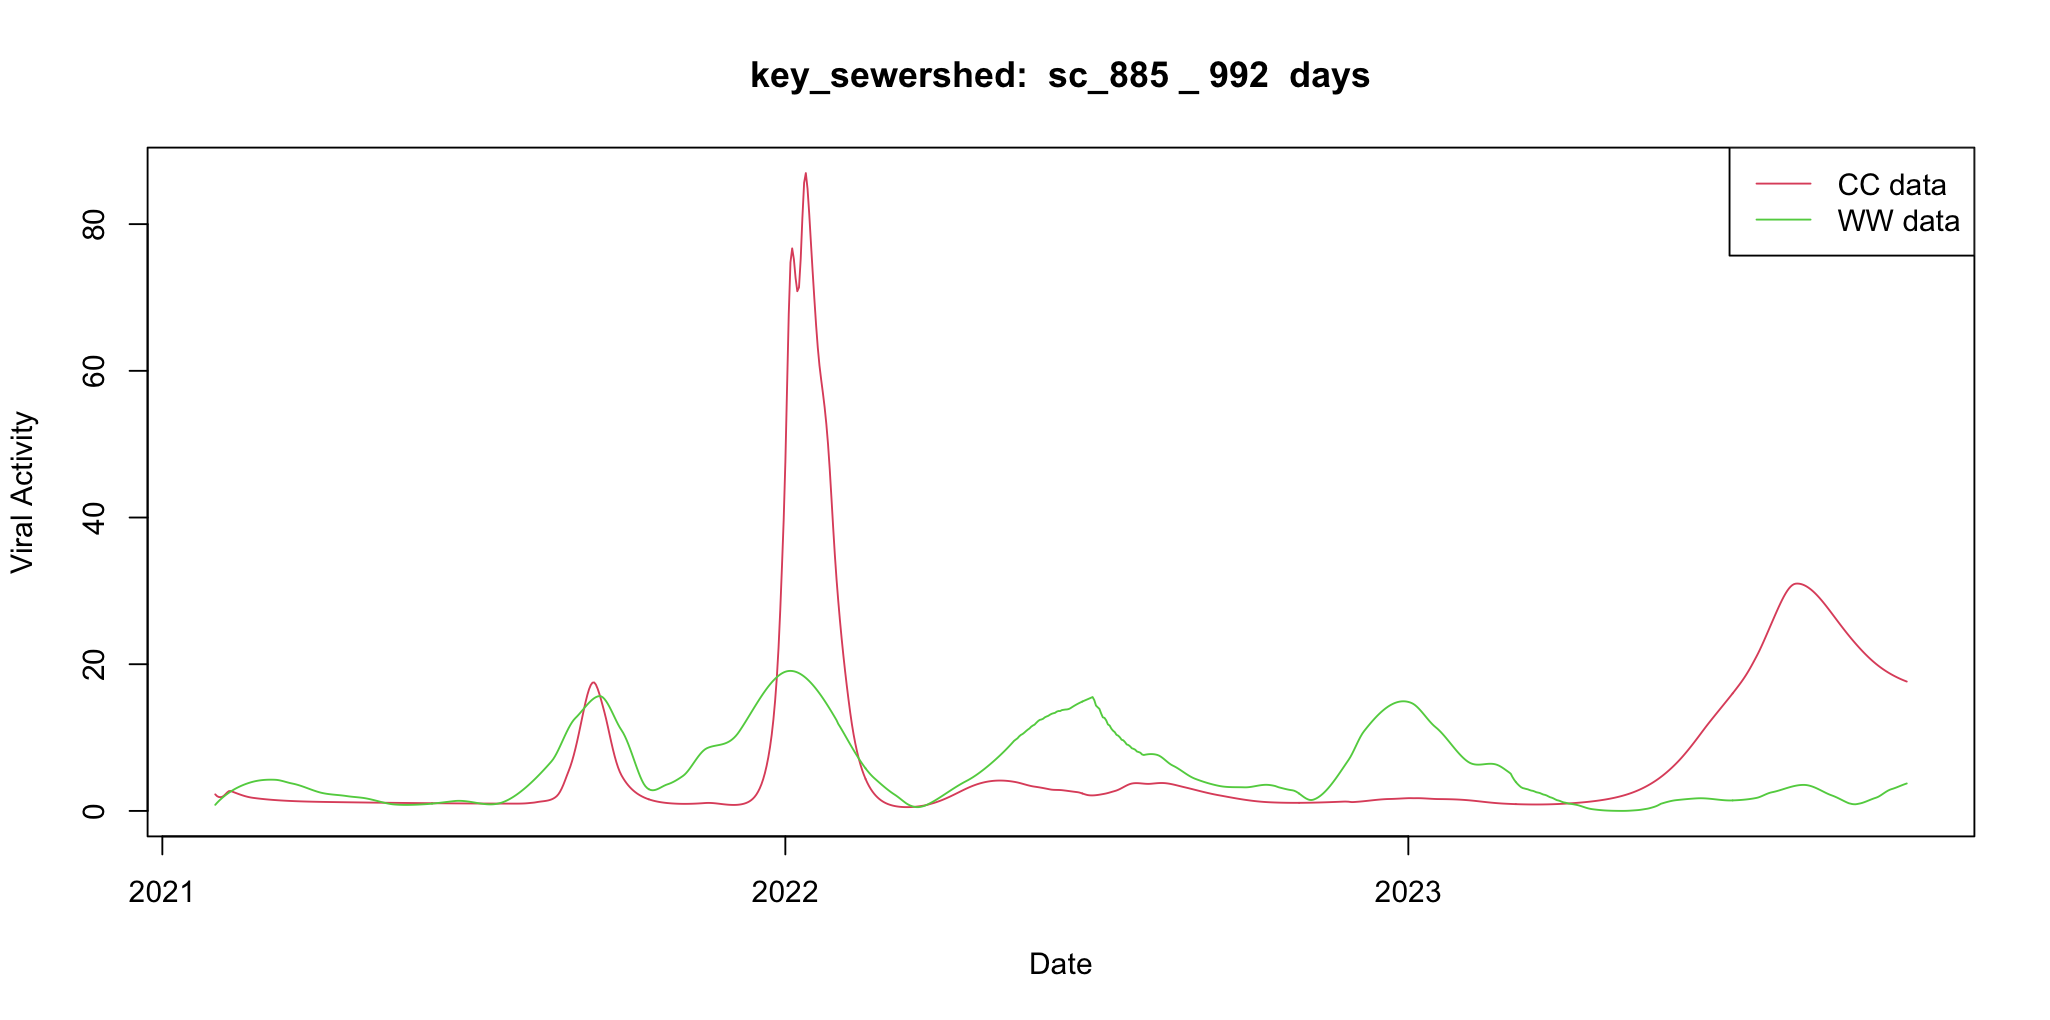 key_sewershed: sc_885 _ 992 days
CC data
WW data
Viral Activity
80
60
40
20
0
2021
2022
2023
Date